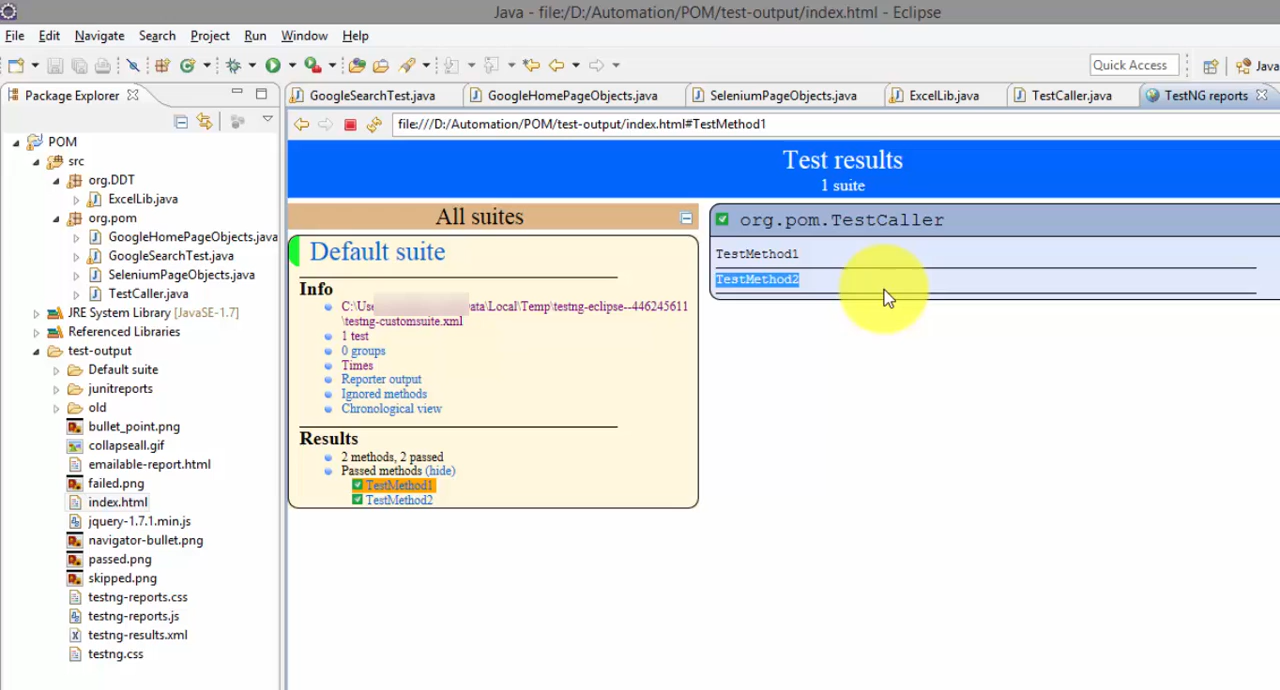 Java - file:/D:/Automation/POM/test-output/index.html - Eclipse
File Edit Navigate Search Project Run Window Help
Quick Access Java
Package Explorer
GoogleSearchTest.java GoogleHomePageObjects.java SeleniumPageObjects.java ExcelLib.java TestCaller.java TestNG reports
file:///D:/Automation/POM/test-output/index.html#TestMethod1
POM
src
org.DDT
ExcelLib.java
org.pom
GoogleHomePageObjects.java
GoogleSearchTest.java
SeleniumPageObjects.java
TestCaller.java
JRE System Library [JavaSE-1.7]
Referenced Libraries
test-output
Default suite
junitreports
old
bullet_point.png
collapseall.gif
emailable-report.html
failed.png
index.html
jquery-1.7.1.min.js
navigator-bullet.png
passed.png
skipped.png
testng-reports.css
testng-reports.js
testng-results.xml
testng.css
Test results
1 suite
All suites
Default suite
Info
C:\Use ata\Local\Temp\testng-eclipse--446245611
\testng-customsuite.xml
1 test
0 groups
Times
Reporter output
Ignored methods
Chronological view
Results
2 methods, 2 passed
Passed methods (hide)
TestMethod1
TestMethod2
org.pom.TestCaller
TestMethod1
TestMethod2